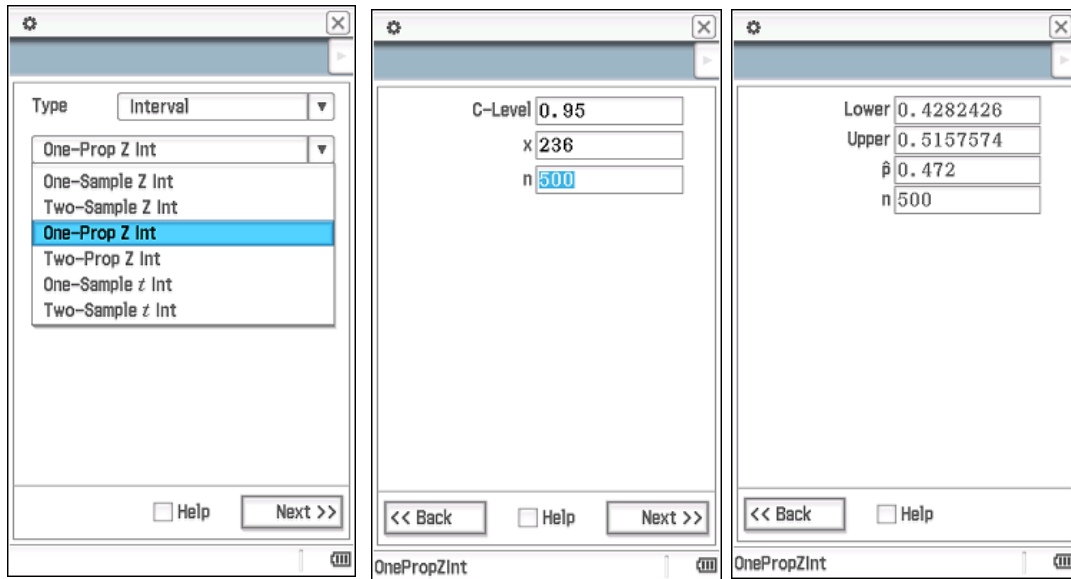 Type Interval
One-Prop Z Int
One-Sample Z Int
Two-Sample Z Int
One-Prop Z Int
Two-Prop Z Int
One-Sample t Int
Two-Sample t Int
Help Next >>
C-Level 0.95
x 236
n 500
<< Back Help Next >>
OnePropZInt
Lower 0.4282426
Upper 0.5157574
p̂ 0.472
n 500
<< Back Help
OnePropZInt